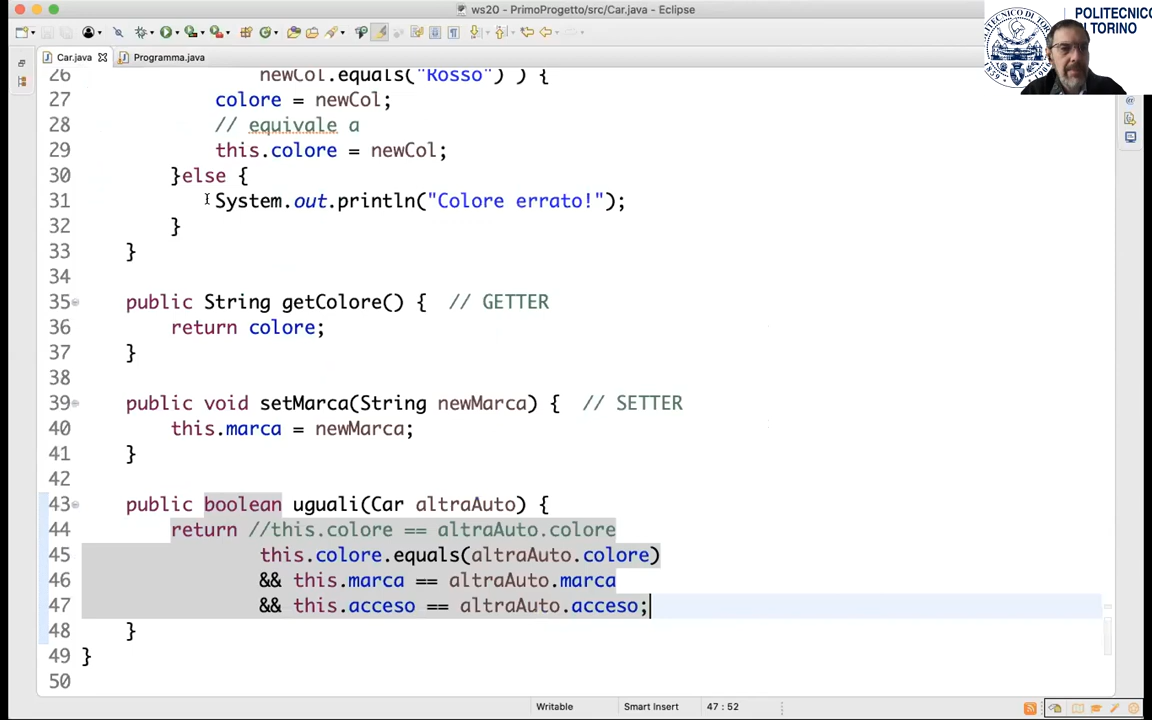 ws20 - PrimoProgetto/src/Car.java - Eclipse
POLITECNICO
DI TORINO
1859
Car.java
Programma.java
26 newCol.equals("Rosso") ) {
27 colore = newCol;
28 // equivale a
29 this.colore = newCol;
30 }else {
31 System.out.println("Colore errato!");
32 }
33 }
34
35 public String getColore() { // GETTER
36 return colore;
37 }
38
39 public void setMarca(String newMarca) { // SETTER
40 this.marca = newMarca;
41 }
42
43 public boolean uguali(Car altraAuto) {
44 return //this.colore == altraAuto.colore
45 this.colore.equals(altraAuto.colore)
46 && this.marca == altraAuto.marca
47 && this.acceso == altraAuto.acceso;
48 }
49 }
50
Writable Smart Insert 47 : 52